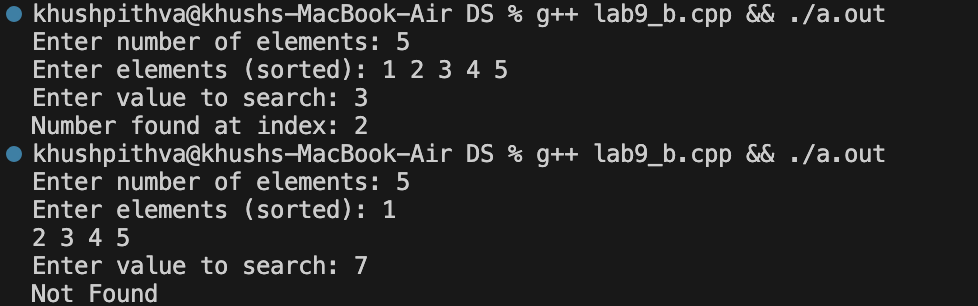 khushpithva@khushs-MacBook-Air DS % g++ lab9_b.cpp && ./a.out
Enter number of elements: 5
Enter elements (sorted): 1 2 3 4 5
Enter value to search: 3
Number found at index: 2
khushpithva@khushs-MacBook-Air DS % g++ lab9_b.cpp && ./a.out
Enter number of elements: 5
Enter elements (sorted): 1
2 3 4 5
Enter value to search: 7
Not Found